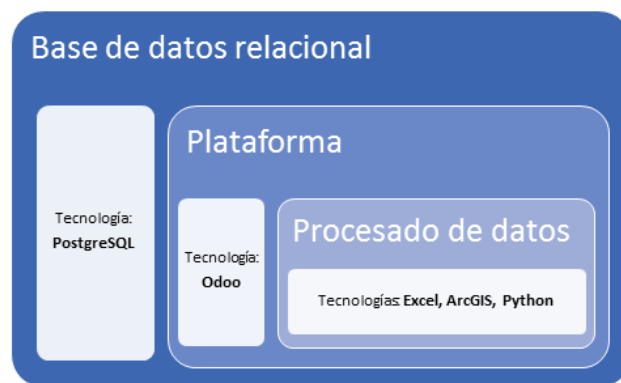 Base de datos relacional
Plataforma
Tecnología:
PostgreSQL
Tecnología:
Odoo
Procesado de datos
Tecnologías: Excel, ArcGIS, Python